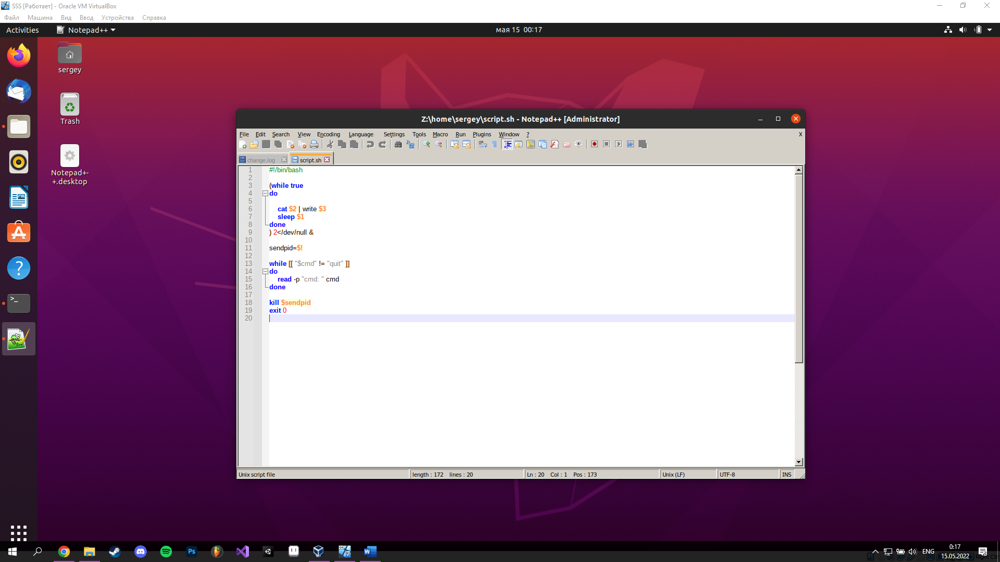 SSS [Работает] - Oracle VM VirtualBox
Файл Машина Вид Ввод Устройства Справка
Activities Notepad++ мая 15 00:17
sergey
Trash
Notepad+-
+.desktop
Z:\home\sergey\script.sh - Notepad++ [Administrator]
File Edit Search View Encoding Language Settings Tools Macro Run Plugins Window ? X
change.log script.sh
1 #!/bin/bash
2
3 (while true
4 do
5
6 cat $2 | write $3
7 sleep $1
8 done
9 ) 2</dev/null &
10
11 sendpid=$!
12
13 while [[ "$cmd" != "quit" ]]
14 do
15 read -p "cmd: " cmd
16 done
17
18 kill $sendpid
19 exit 0
20
Unix script file length : 172 lines : 20 Ln : 20 Col : 1 Pos : 173 Unix (LF) UTF-8 INS
Ps
ENG
0:17
15.05.2022
Right Ctrl